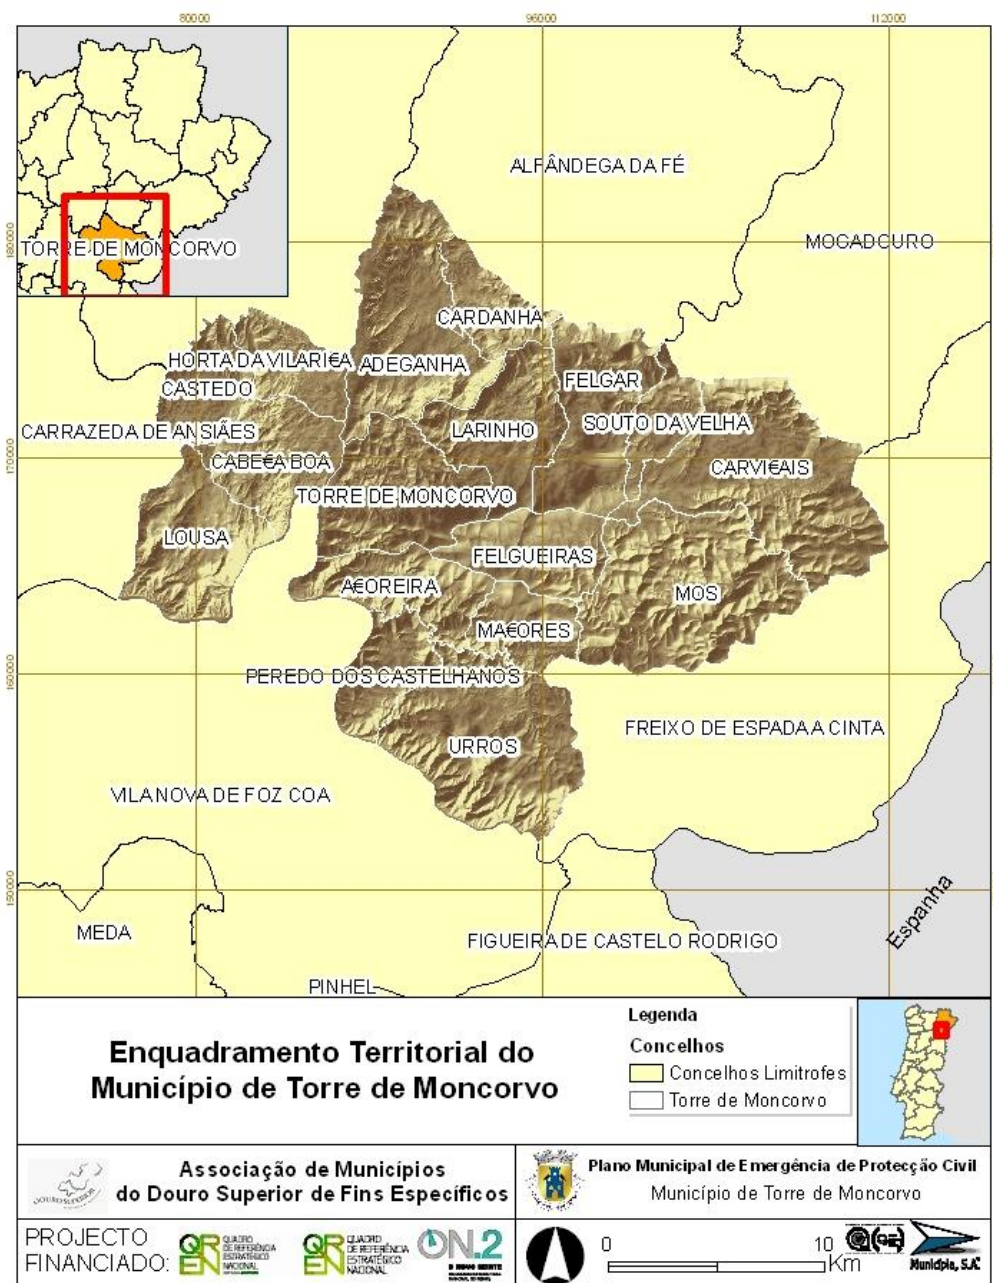 80000
96000
112000
180000
170000
160000
150000
ALFÂNDEGA DA FÉ
MOGADOURO
TORRE DE MONCORVO
CARDANHA
HORTA DA VILARI€A
ADEGANHA
CASTEDO
FELGAR
CARRAZEDA DE ANSIÃES
LARINHO
SOUTO DA VELHA
CABE€A BOA
CARVI€AIS
TORRE DE MONCORVO
LOUSA
FELGUEIRAS
A€OREIRA
MOS
MA€ORES
PEREDO DOS CASTELHANOS
FREIXO DE ESPADA A CINTA
URROS
VILA NOVA DE FOZ COA
Espanha
MEDA
FIGUEIRA DE CASTELO RODRIGO
PINHEL
Enquadramento Territorial do
Município de Torre de Moncorvo
Legenda
Concelhos
Concelhos Limitrofes
Torre de Moncorvo
DOURO SUPERIOR
Associação de Municípios
do Douro Superior de Fins Específicos
Plano Municipal de Emergência de Protecção Civil
Município de Torre de Moncorvo
PROJECTO
FINANCIADO:
QREN
QUADRO
DE REFERÊNCIA
ESTRATÉGICO
NACIONAL
QREN
QUADRO
DE REFERÊNCIA
ESTRATÉGICO
NACIONAL
ON.2
O NOVO NORTE
0
10
Km
Município, S.A.